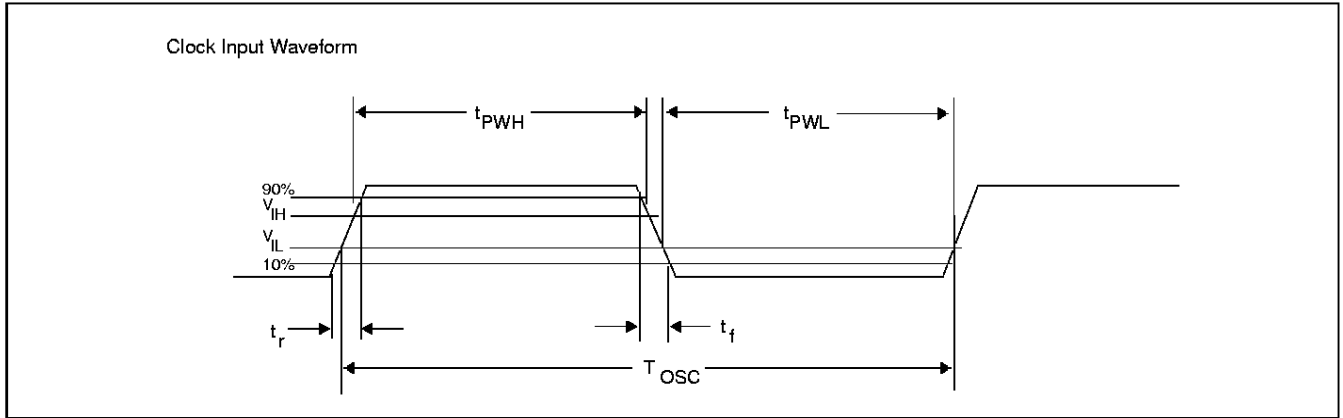 Clock Input Waveform
tPWH
tPWL
90%
VIH
VIL
10%
tr
tf
TOSC